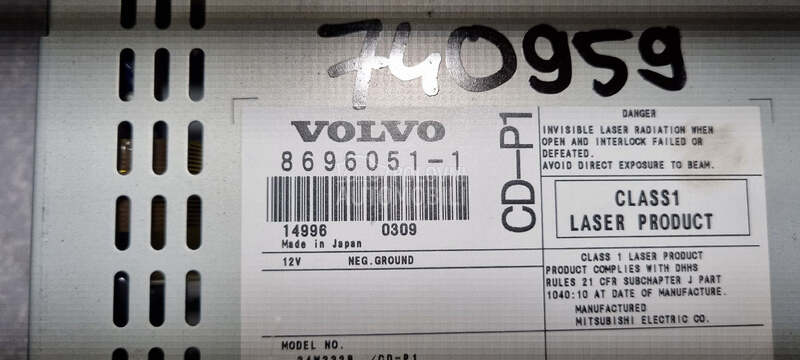 740959
VOLVO
8696051-1
14996 0309
Made in Japan
12V NEG.GROUND
MODEL NO.
/CD-P1
CD-P1
DANGER
INVISIBLE LASER RADIATION WHEN
OPEN AND INTERLOCK FAILED OR
DEFEATED.
AVOID DIRECT EXPOSURE TO BEAM.
CLASS1
LASER PRODUCT
CLASS 1 LASER PRODUCT
PRODUCT COMPLIES WITH DHHS
RULES 21 CFR SUBCHAPTER J PART
1040:10 AT DATE OF MANUFACTURE.
MANUFACTURED
MITSUBISHI ELECTRIC CO.